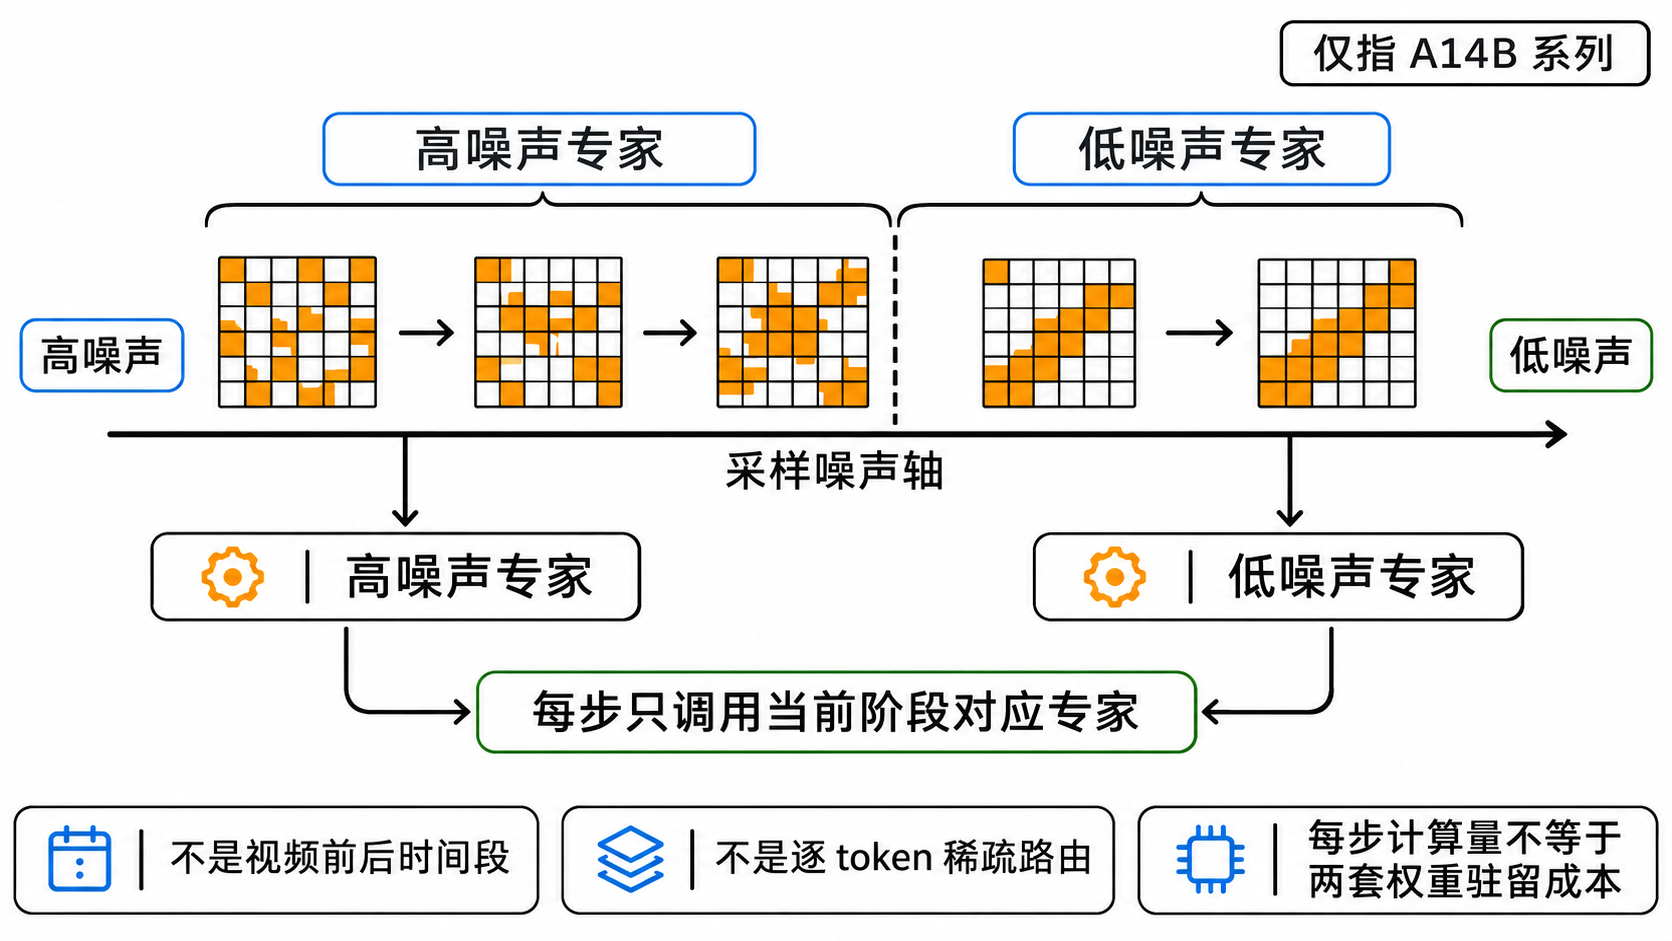 仅指 A14B 系列
高噪声专家
低噪声专家
高噪声
低噪声
采样噪声轴
高噪声专家
低噪声专家
每步只调用当前阶段对应专家
不是视频前后时间段
不是逐 token 稀疏路由
每步计算量不等于
两套权重驻留成本